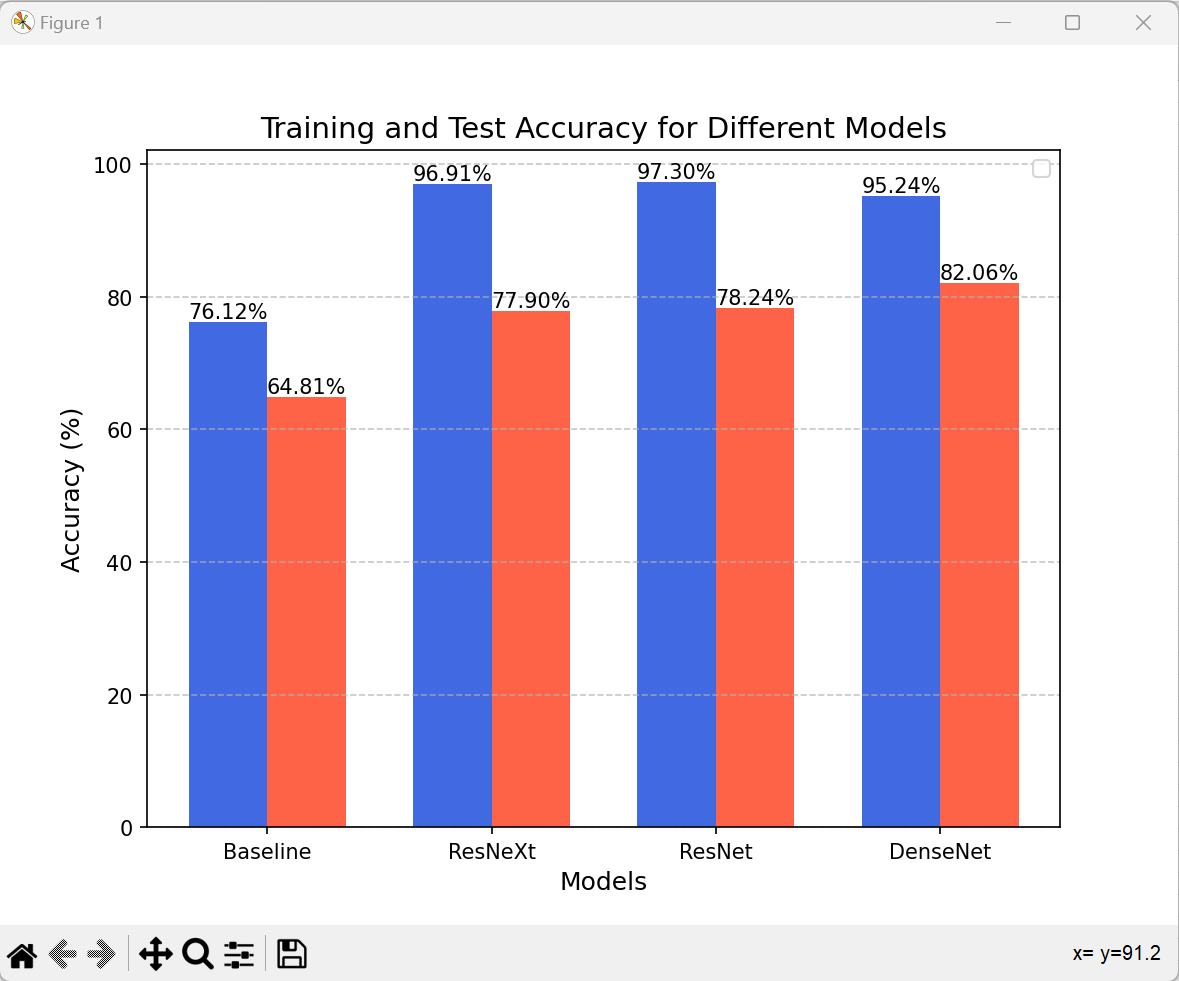 Figure 1
Training and Test Accuracy for Different Models
100
80
60
40
20
0
Accuracy (%)
76.12%
64.81%
96.91%
77.90%
97.30%
78.24%
95.24%
82.06%
Baseline
ResNeXt
ResNet
DenseNet
Models
x= y=91.2